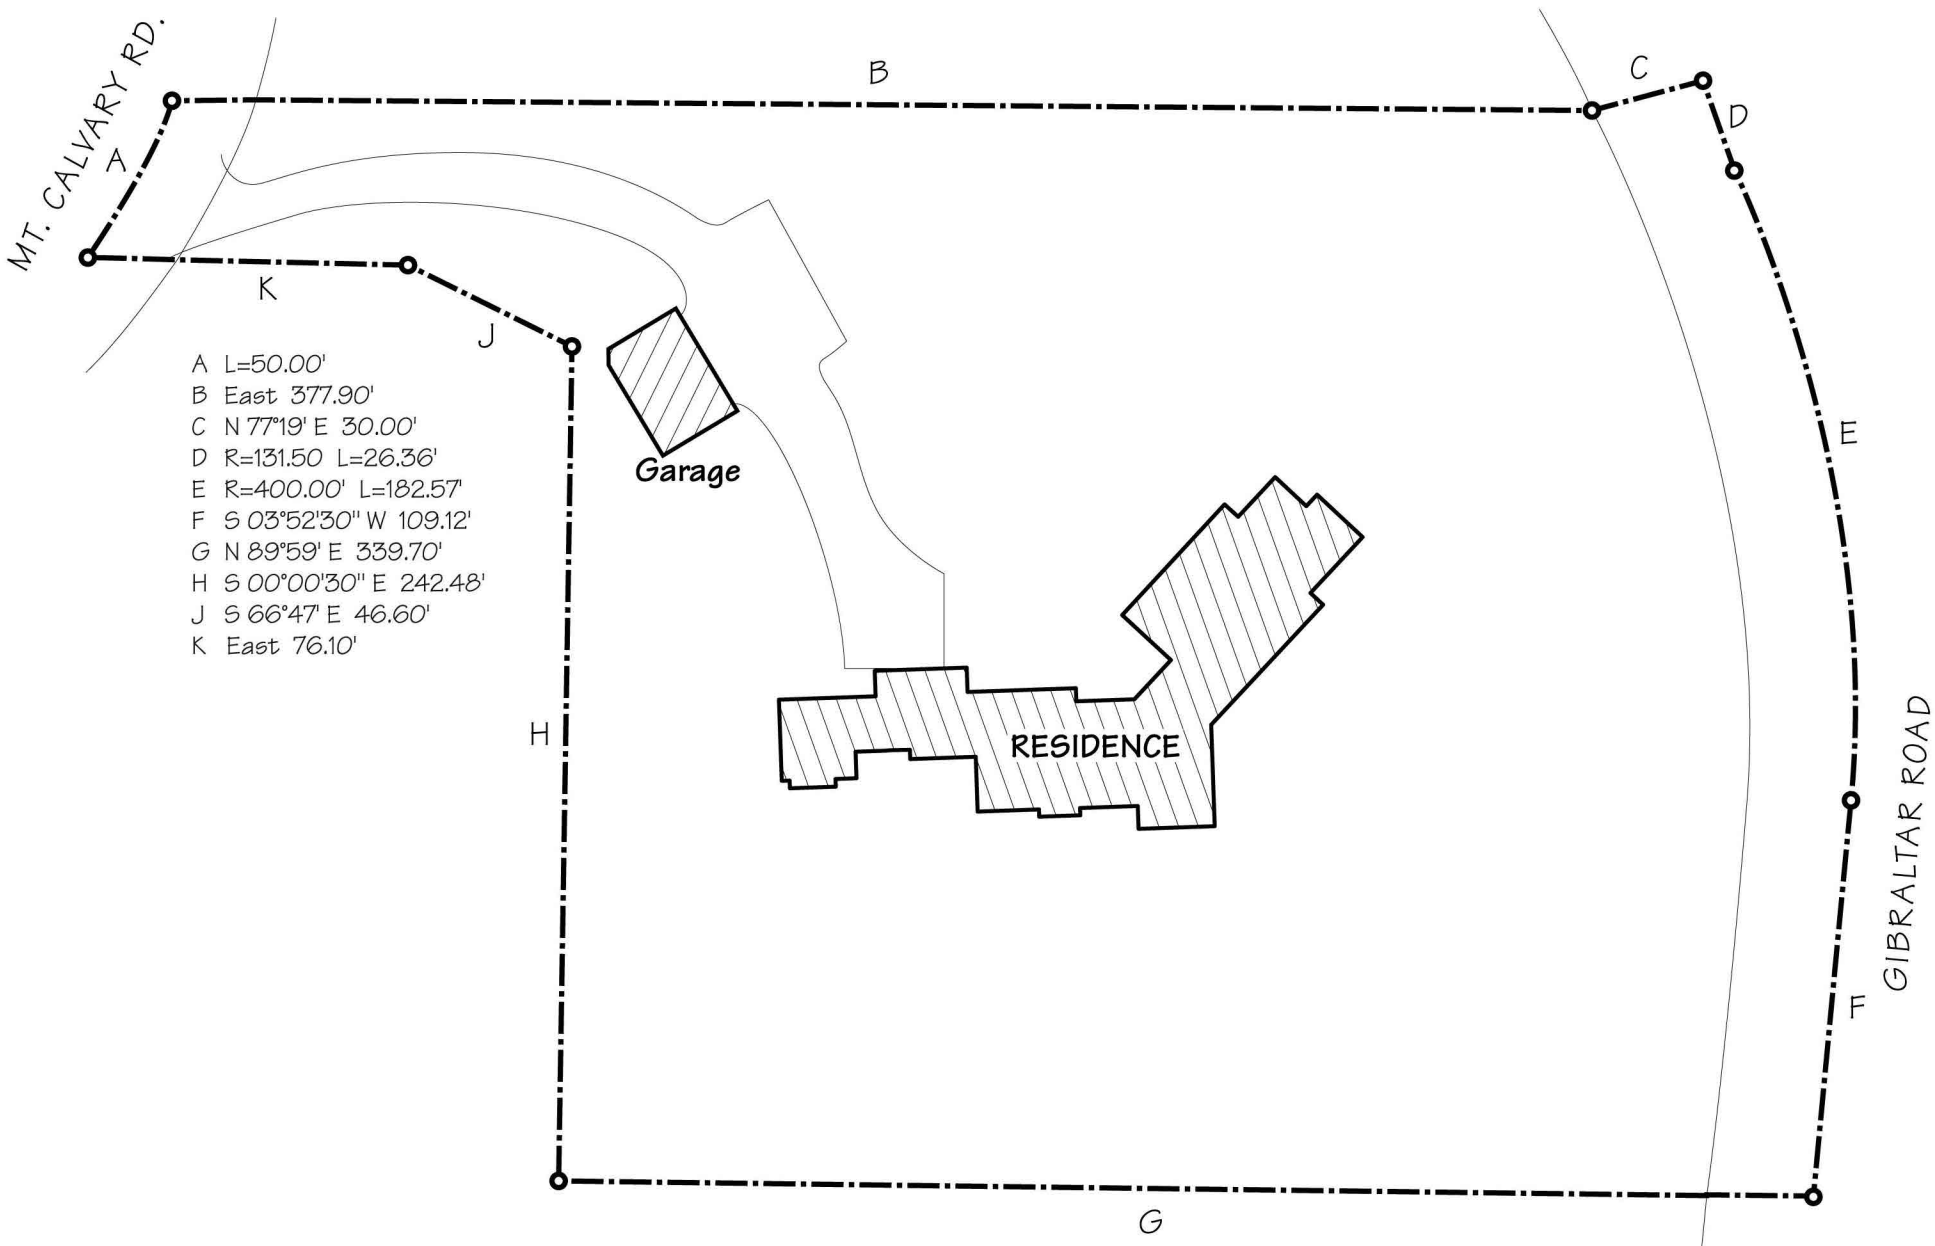 MT. CALVARY RD.
B
C
D
A
K
J
A L=50.00'
B East 377.90'
C N 77°19' E 30.00'
D R=131.50 L=26.36'
E R=400.00' L=182.57'
F S 03°52'30" W 109.12'
G N 89°59' E 339.70'
H S 00°00'30" E 242.48'
J S 66°47' E 46.60'
K East 76.10'
E
Garage
H
RESIDENCE
GIBRALTAR ROAD
F
G